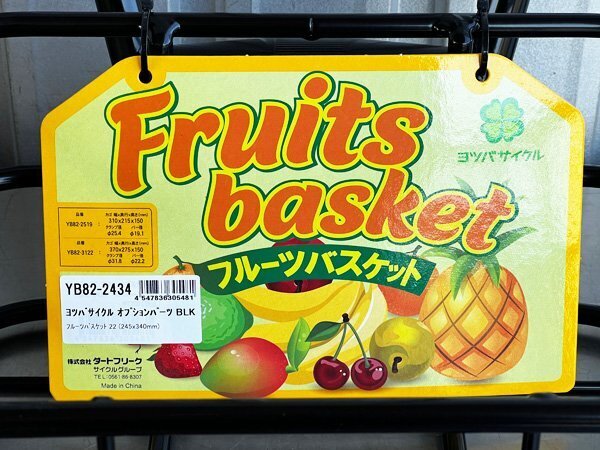 Fruits
basket
フルーツバスケット
ヨツバサイクル
品番
カゴ 幅x奥行x高さ(mm)
YB82-2519
310x215x150
クランプ径
バー径
φ25.4
φ19.1
品番
カゴ 幅x奥行x高さ(mm)
YB82-3122
370x275x150
クランプ径
バー径
φ31.8
φ22.2
YB82-2434
4 547836305481
ヨツバサイクル オプションパーツ BLK
フルーツバスケット 22 (245x340mm)
株式会社 ダートフリーク
サイクルグループ
TEL:0561-86-8307
Made in China